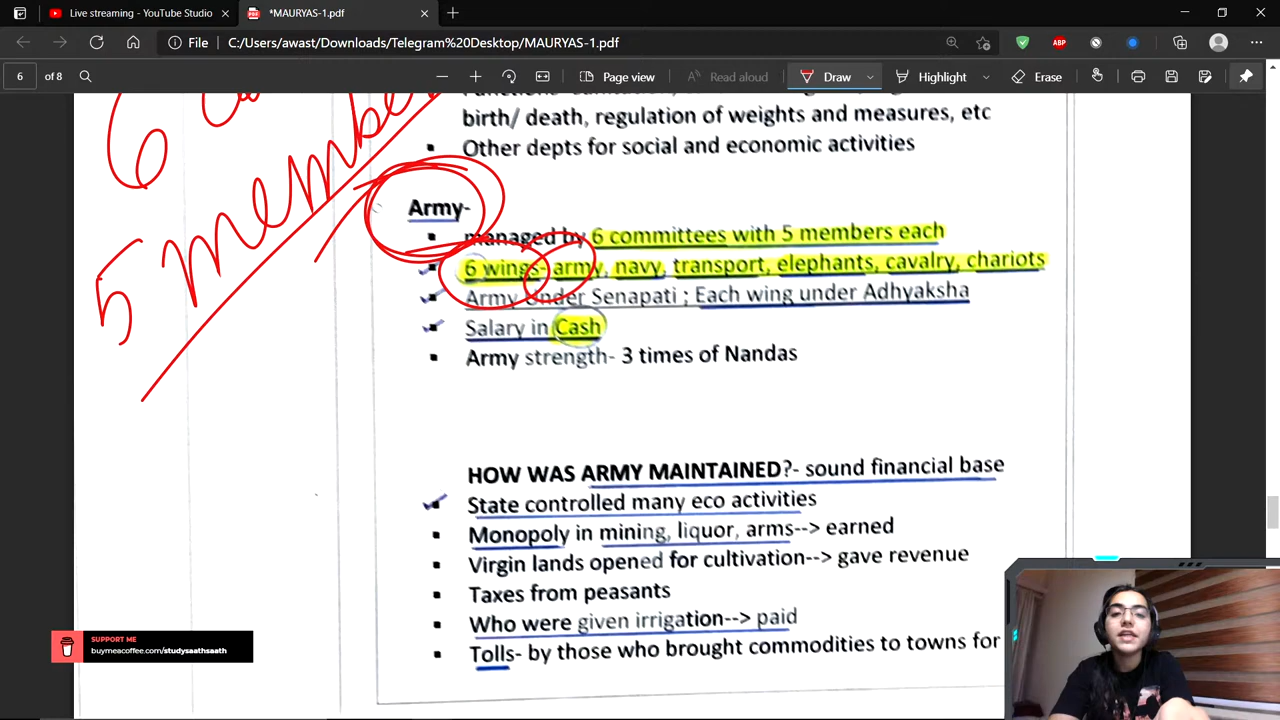 Live streaming - YouTube Studio
*MAURYAS-1.pdf
File C:/Users/awast/Downloads/Telegram%20Desktop/MAURYAS-1.pdf
6 of 8
Page view
Read aloud
Draw
Highlight
Erase
ABP
birth/ death, regulation of weights and measures, etc
Other depts for social and economic activities
6
5 member
Army-
managed by 6 committees with 5 members each
6 wings- army, navy, transport, elephants, cavalry, chariots
Army Under Senapati ; Each wing under Adhyaksha
Salary in Cash
Army strength- 3 times of Nandas
HOW WAS ARMY MAINTAINED?- sound financial base
State controlled many eco activities
Monopoly in mining, liquor, arms--> earned
Virgin lands opened for cultivation--> gave revenue
Taxes from peasants
Who were given irrigation--> paid
Tolls- by those who brought commodities to towns for
SUPPORT ME
buymeacoffee.com/studysaathsaath